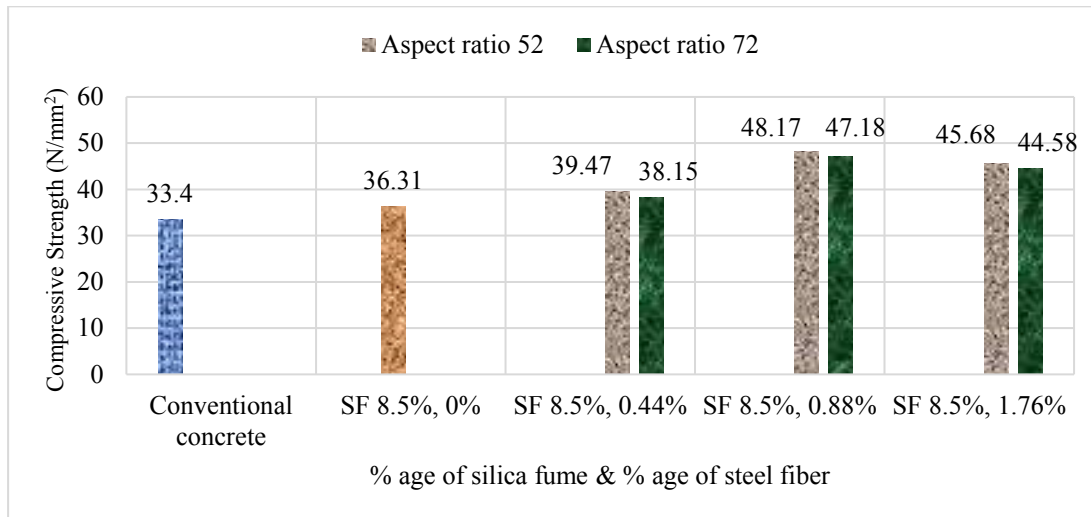 Aspect ratio 52 Aspect ratio 72
Compressive Strength (N/mm²)
60
50
40
30
20
10
0
33.4
36.31
39.47 38.15
48.17 47.18
45.68 44.58
Conventional concrete
SF 8.5%, 0%
SF 8.5%, 0.44%
SF 8.5%, 0.88%
SF 8.5%, 1.76%
% age of silica fume & % age of steel fiber